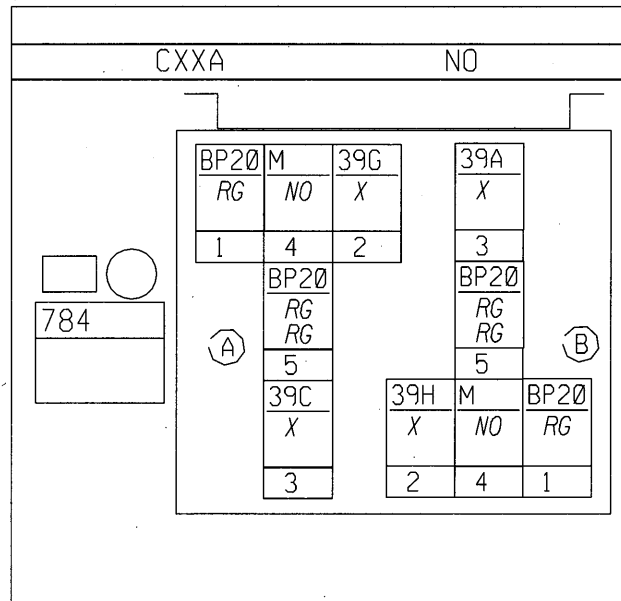 CXXA NO
BP20 M 39G 39A
RG NO X X
1 4 2 3
BP20 BP20
784 RG RG
A RG RG B
5 5
39C 39H M BP20
X X NO RG
3 2 4 1